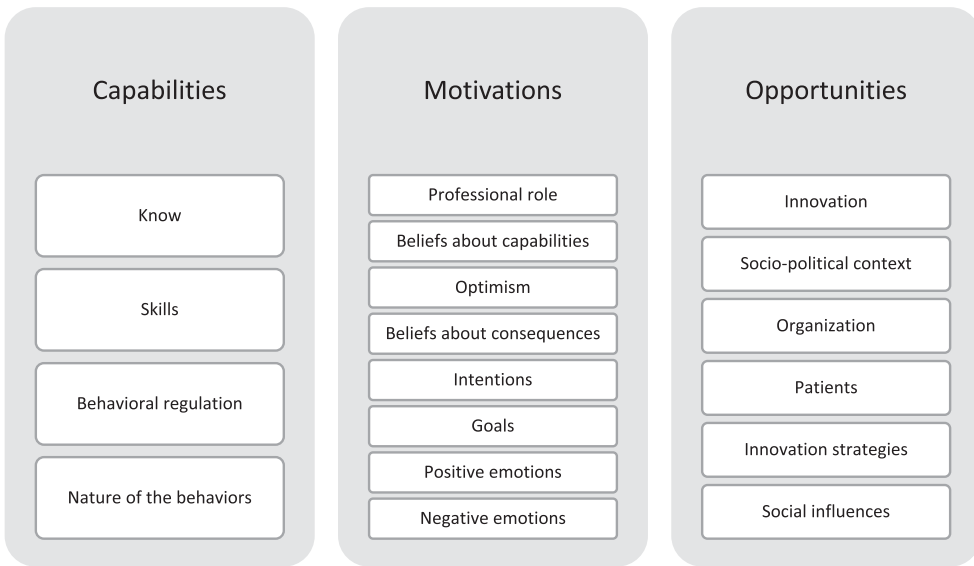 Capabilities
Know
Skills
Behavioral regulation
Nature of the behaviors
Motivations
Professional role
Beliefs about capabilities
Optimism
Beliefs about consequences
Intentions
Goals
Positive emotions
Negative emotions
Opportunities
Innovation
Socio-political context
Organization
Patients
Innovation strategies
Social influences